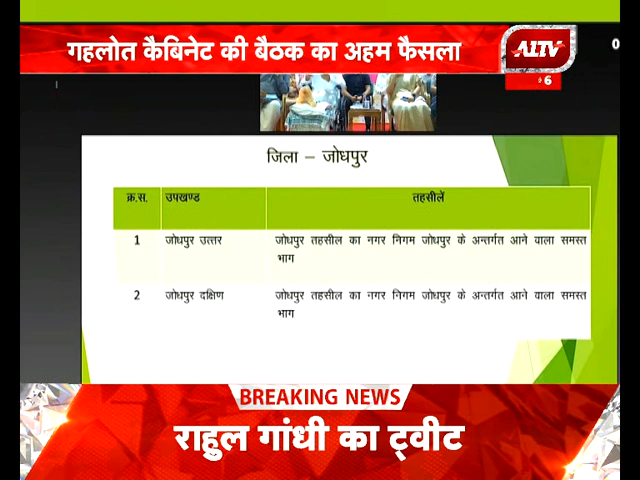 गहलोत कैबिनेट की बैठक का अहम फैसला
A1TV
6
जिला – जोधपुर
क्र.स. उपखण्ड तहसीलें
1 जोधपुर उत्तर जोधपुर तहसील का नगर निगम जोधपुर के अन्तर्गत आने वाला समस्त
भाग
2 जोधपुर दक्षिण जोधपुर तहसील का नगर निगम जोधपुर के अन्तर्गत आने वाला समस्त
भाग
BREAKING NEWS
राहुल गांधी का ट्वीट